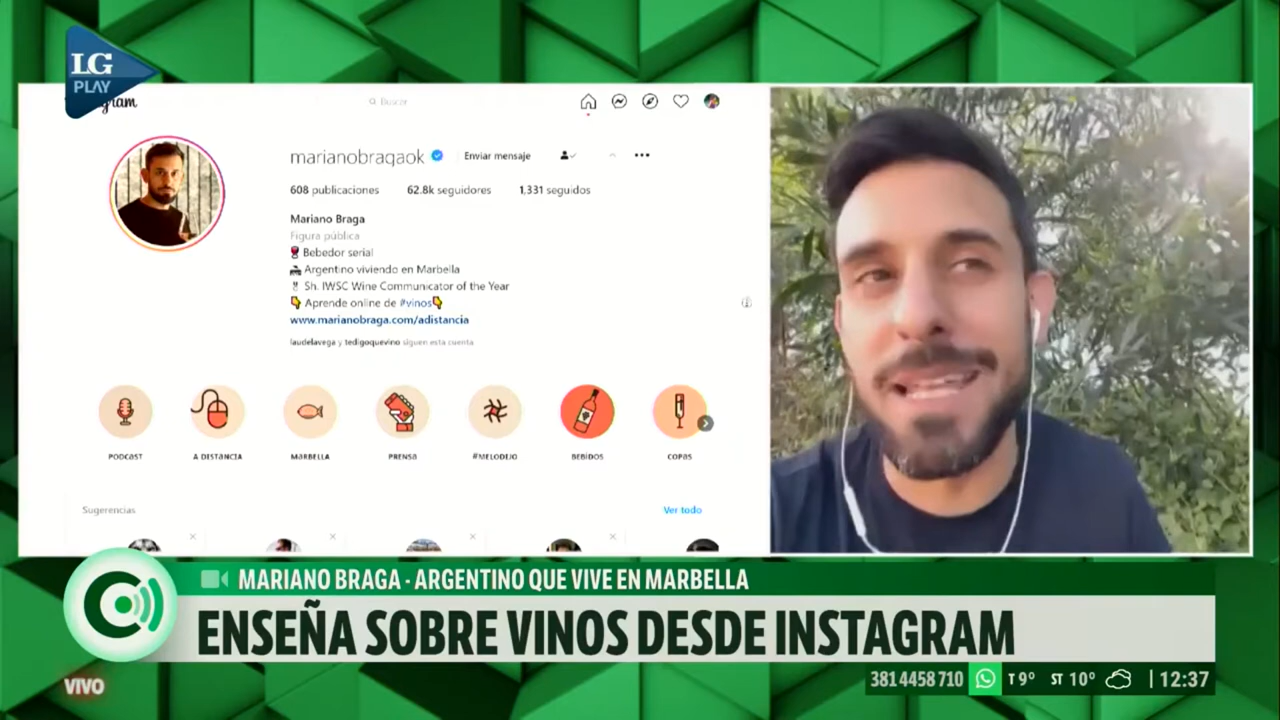 LG
PLAY
gram
Buscar
marianobragaok
Enviar mensaje
608 publicaciones
62.8k seguidores
1,331 seguidos
Mariano Braga
Figura pública
Bebedor serial
Argentino viviendo en Marbella
Sh. IWSC Wine Communicator of the Year
Aprende online de #vinos
www.marianobraga.com/adistancia
laudelavega y tedigoquevino siguen esta cuenta
PODCAST
A DISTANCIA
MARBELLA
PRENSA
#MELODEJO
BEBIDOS
COPAS
Sugerencias
Ver todo
MARIANO BRAGA - ARGENTINO QUE VIVE EN MARBELLA
ENSEÑA SOBRE VINOS DESDE INSTAGRAM
VIVO
381 4458 710
T 9º ST 10º | 12:37